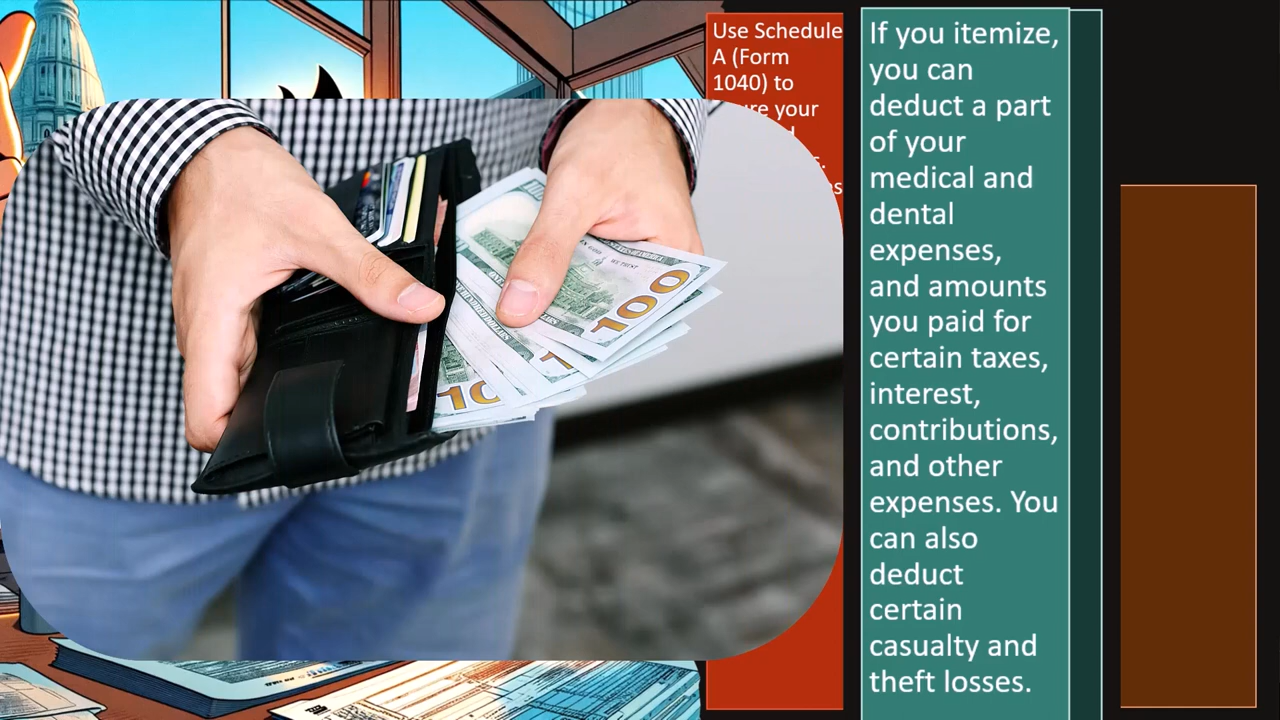 Use Schedule
A (Form
1040) to
your
If you itemize,
you can
deduct a part
of your
medical and
dental
expenses,
and amounts
you paid for
certain taxes,
interest,
contributions,
and other
expenses. You
can also
deduct
certain
casualty and
theft losses.
100